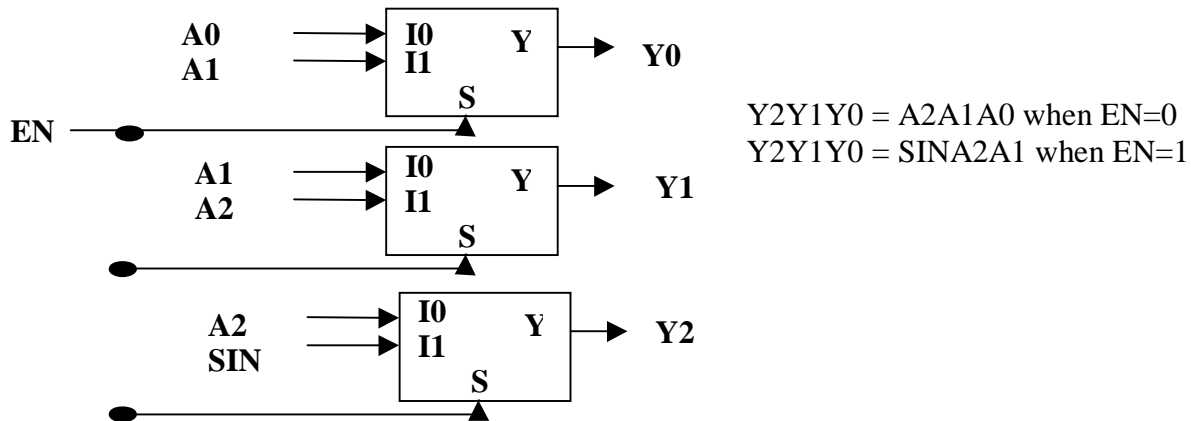 A0 I0 Y Y0
A1 I1
S
EN
Y2Y1Y0 = A2A1A0 when EN=0
Y2Y1Y0 = SINA2A1 when EN=1
A1 I0 Y Y1
A2 I1
S
A2 I0 Y Y2
SIN I1
S